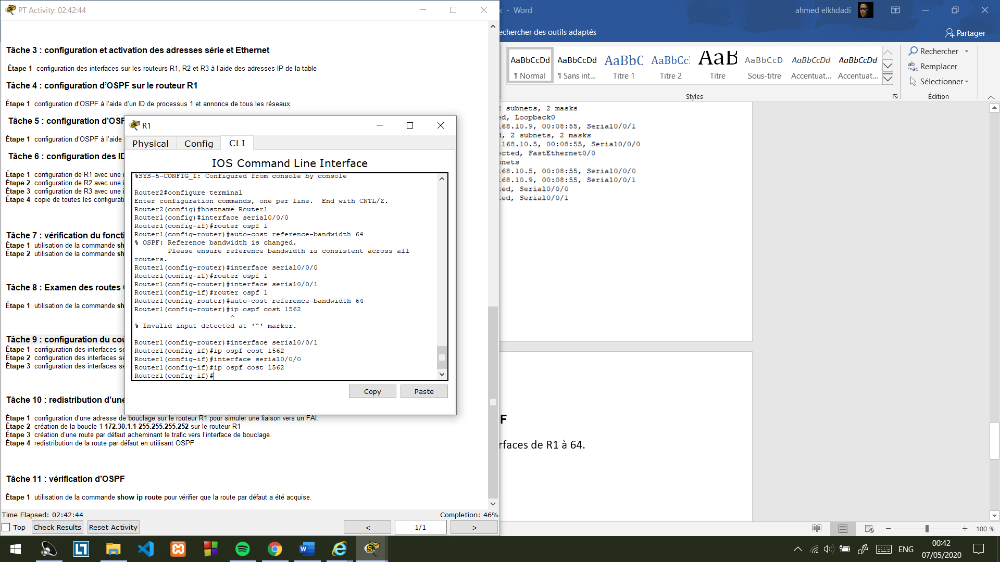 PT Activity: 02:42:44
Tâche 3 : configuration et activation des adresses série et Ethernet
Étape 1 configuration des interfaces sur les routeurs R1, R2 et R3 à l'aide des adresses IP de la table
Tâche 4 : configuration d'OSPF sur le routeur R1
Étape 1 configuration d'OSPF à l'aide d'un ID de processus 1 et annonce de tous les réseaux.
Tâche 5 : configuration d'OSF
Étape 1 configuration d'OSPF à l'aide
Tâche 6 : configuration des ID
Étape 1 configuration de R1 avec une i
Étape 2 configuration de R2 avec une i
Étape 3 configuration de R3 avec une i
Étape 4 copie de toutes les configurati
Tâche 7 : vérification du foncti
Étape 1 utilisation de la commande sh
Étape 2 utilisation de la commande sh
Tâche 8 : Examen des routes
Étape 1 utilisation de la commande sh
Tâche 9 : configuration du coû
Étape 1 configuration des interfaces sé
Étape 2 configuration des interfaces sé
Étape 3 configuration des interfaces sé
Tâche 10 : redistribution d'une
Étape 1 configuration d'une adresse de bouclage sur le routeur R1 pour simuler une liaison vers un FAI.
Étape 2 création de la boucle 1 172.30.1.1 255.255.255.252 sur le routeur R1
Étape 3 création d'une route par défaut acheminant le trafic vers l'interface de bouclage.
Étape 4 redistribution de la route par défaut en utilisant OSPF
Tâche 11 : vérification d'OSPF
Étape 1 utilisation de la commande show ip route pour vérifier que la route par défaut a été acquise.
Time Elapsed: 02:42:44
Completion: 46%
Top
Check Results
Reset Activity
<
1/1
>
R1
Physical
Config
CLI
IOS Command Line Interface
%SYS-5-CONFIG_I: Configured from console by console
Router2#configure terminal
Enter configuration commands, one per line. End with CNTL/Z.
Router2(config)#hostname Router1
Router1(config)#interface serial0/0/0
Router1(config-if)#router ospf 1
Router1(config-router)#auto-cost reference-bandwidth 64
% OSPF: Reference bandwidth is changed.
Please ensure reference bandwidth is consistent across all
routers.
Router1(config-router)#interface serial0/0/0
Router1(config-if)#router ospf 1
Router1(config-router)#interface serial0/0/1
Router1(config-if)#router ospf 1
Router1(config-router)#auto-cost reference-bandwidth 64
Router1(config-router)#ip ospf cost 1562
^
% Invalid input detected at '^' marker.
Router1(config-router)#interface serial0/0/1
Router1(config-if)#ip ospf cost 1562
Router1(config-if)#interface serial0/0/0
Router1(config-if)#ip ospf cost 1562
Router1(config-if)#
Copy
Paste
x - Word
ahmed elkhdadi
echercher des outils adaptés
Partager
AaBbCcDd
¶ Normal
AaBbCcDd
¶ Sans int...
AaBbC
Titre 1
AaBbCc
Titre 2
AaB
Titre
AaBbCcD
Sous-titre
AaBbCcDd
Accentuat...
AaBbCcDd
Accentuat...
Styles
Rechercher
Remplacer
Sélectionner
Édition
2 subnets, 2 masks
ed, Loopback0
.68.10.9, 00:08:55, Serial0/0/1
d, 2 subnets, 2 masks
.168.10.5, 00:08:55, Serial0/0/0
ected, FastEthernet0/0
bnets
.68.10.5, 00:08:55, Serial0/0/0
.68.10.9, 00:08:55, Serial0/0/1
ted, Serial0/0/0
ted, Serial0/0/1
F
rfaces de R1 à 64.
100 %
ENG
00:42
07/05/2020